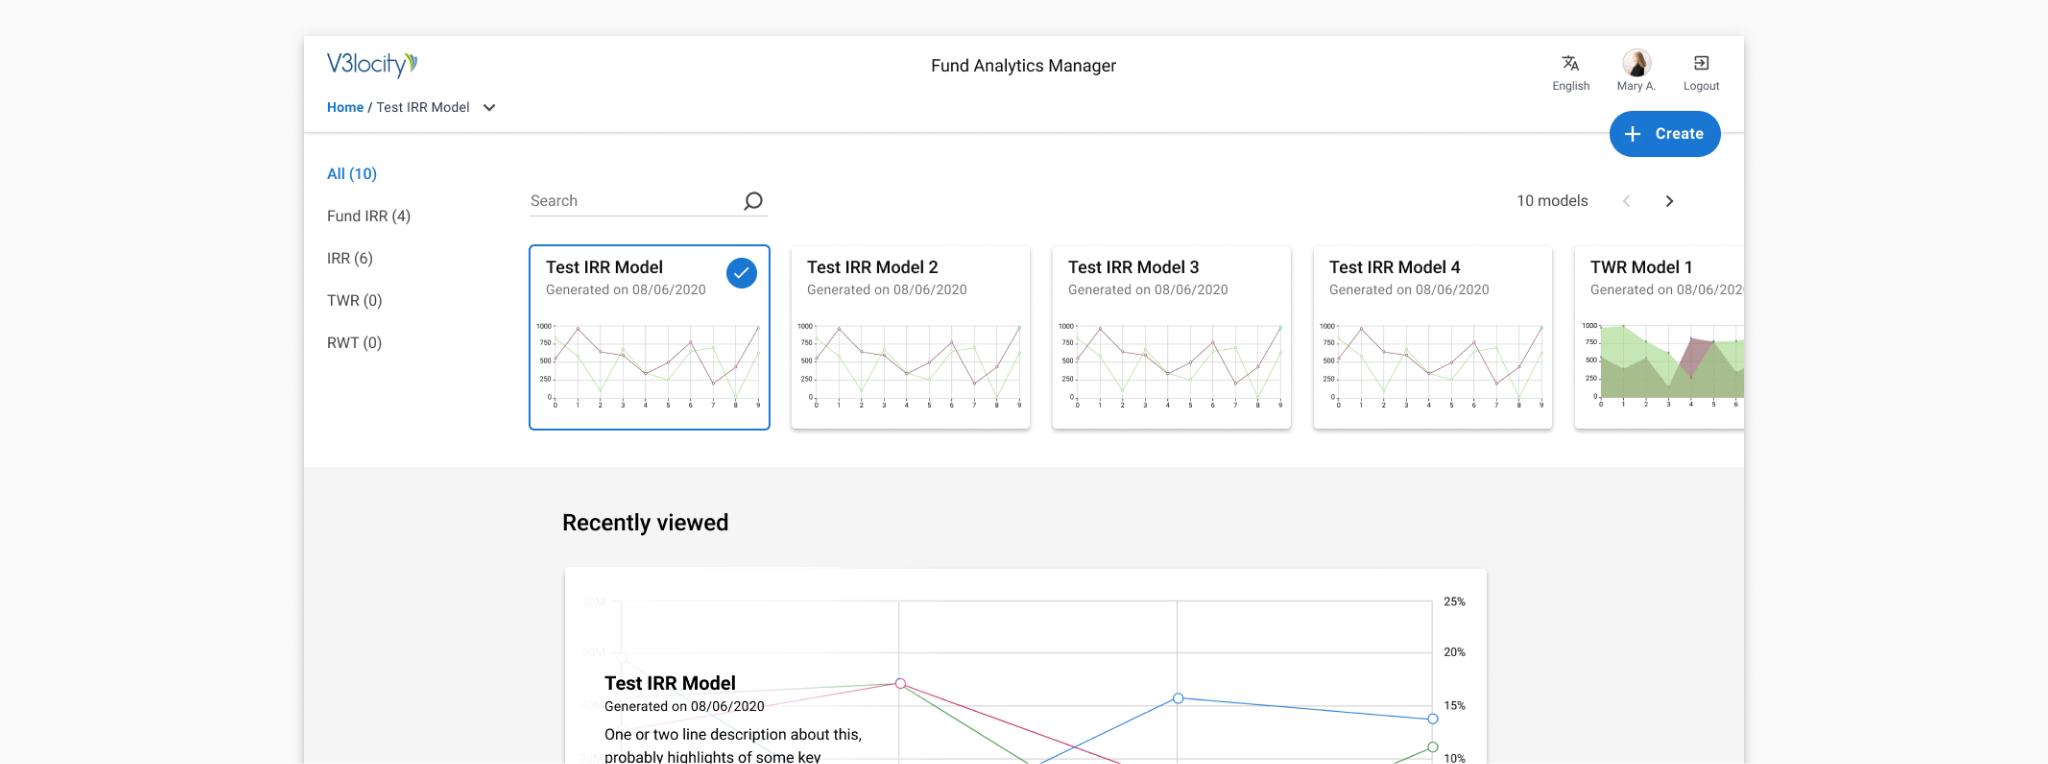 V3locity
Fund Analytics Manager
English
Mary A.
Logout
Home / Test IRR Model
+ Create
All (10)
Fund IRR (4)
IRR (6)
TWR (0)
RWT (0)
Search
10 models
Test IRR Model
Generated on 08/06/2020
1000
750
500
250
0
0 1 2 3 4 5 6 7 8 9
Test IRR Model 2
Generated on 08/06/2020
1000
750
500
250
0
0 1 2 3 4 5 6 7 8 9
Test IRR Model 3
Generated on 08/06/2020
1000
750
500
250
0
0 1 2 3 4 5 6 7 8 9
Test IRR Model 4
Generated on 08/06/2020
1000
750
500
250
0
0 1 2 3 4 5 6 7 8 9
TWR Model 1
Generated on 08/06/202
1000
750
500
250
0
0 1 2 3 4 5 6
Recently viewed
25%
20%
15%
10%
Test IRR Model
Generated on 08/06/2020
One or two line description about this,
probably highlights of some key